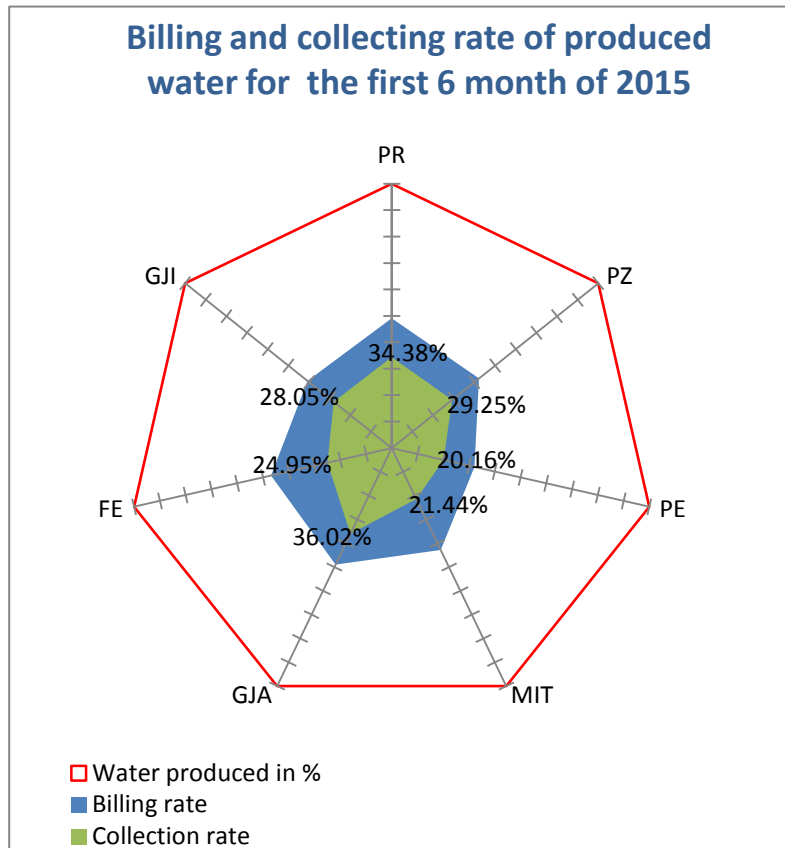 Billing and collecting rate of produced
water for the first 6 month of 2015
PR
GJI
PZ
34.38%
28.05%
29.25%
24.95%
20.16%
FE
21.44%
PE
36.02%
GJA
MIT
Water produced in %
Billing rate
Collection rate